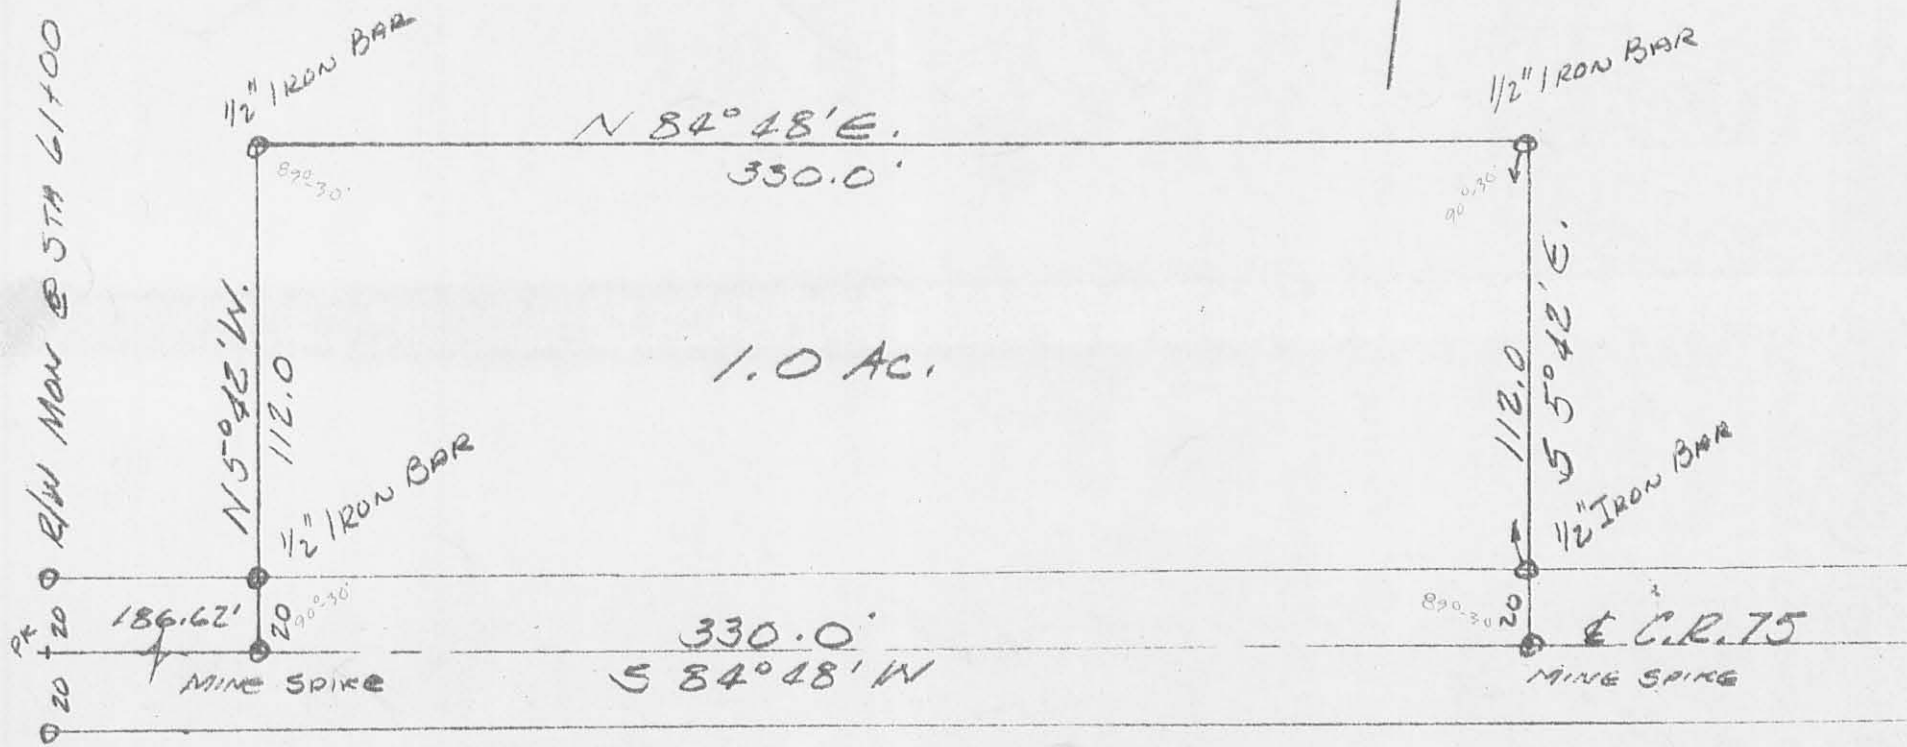 R/W MON @ STA 61+00
1/2" IRON BAR
1/2" IRON BAR
N 84° 48' E.
330.0'
89°-30'
90°-30'
N 5° 42' W.
112.0
1.0 AC.
112.0
S 5° 42' E.
1/2" IRON BAR
1/2" IRON BAR
PK
20
20
186.62'
20
90°-30'
330.0'
S 84° 48' W
89°-30
20
℄ C.R. 75
MINE SPIKE
MINE SPIKE